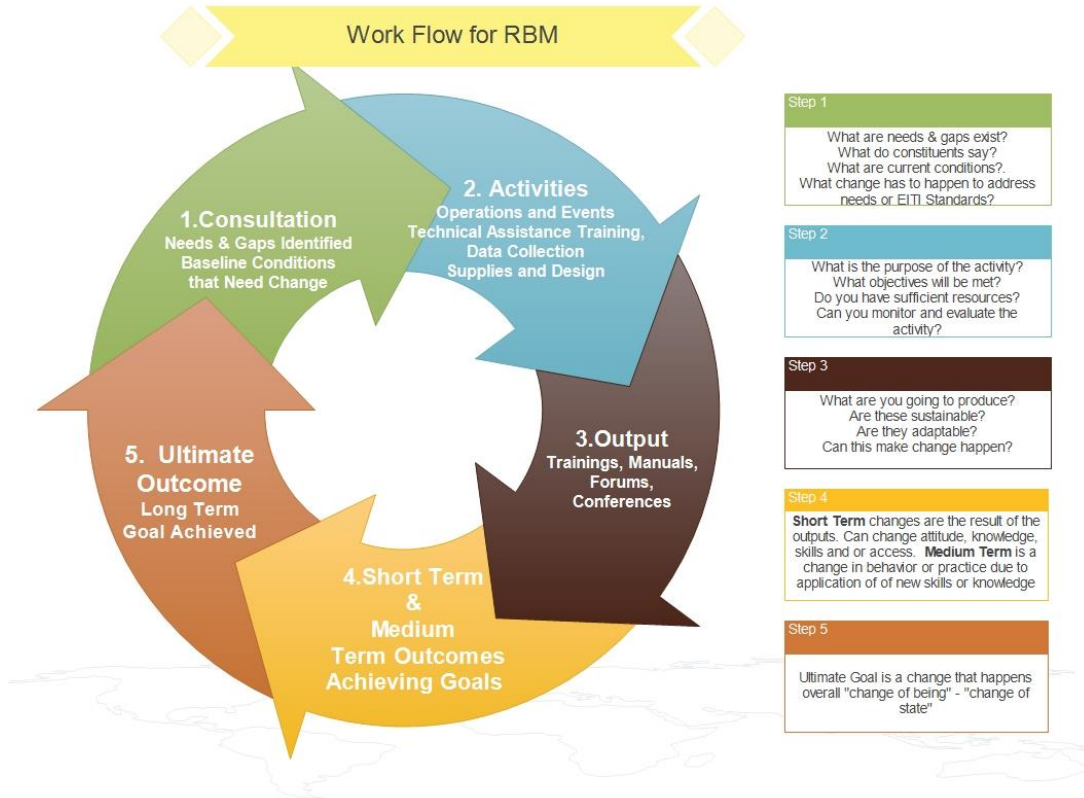 Work Flow for RBM
1.Consultation
Needs & Gaps Identified
Baseline Conditions
that Need Change
2. Activities
Operations and Events
Technical Assistance Training,
Data Collection
Supplies and Design
3.Output
Trainings, Manuals,
Forums,
Conferences
4.Short Term
&
Medium
Term Outcomes
Achieving Goals
5. Ultimate
Outcome
Long Term
Goal Achieved
Step 1
What are needs & gaps exist?
What do constituents say?
What are current conditions?.
What change has to happen to address
needs or EITI Standards?
Step 2
What is the purpose of the activity?
What objectives will be met?
Do you have sufficient resources?
Can you monitor and evaluate the
activity?
Step 3
What are you going to produce?
Are these sustainable?
Are they adaptable?
Can this make change happen?
Step 4
Short Term changes are the result of the
outputs. Can change attitude, knowledge,
skills and or access. Medium Term is a
change in behavior or practice due to
application of of new skills or knowledge
Step 5
Ultimate Goal is a change that happens
overall "change of being" - "change of
state"